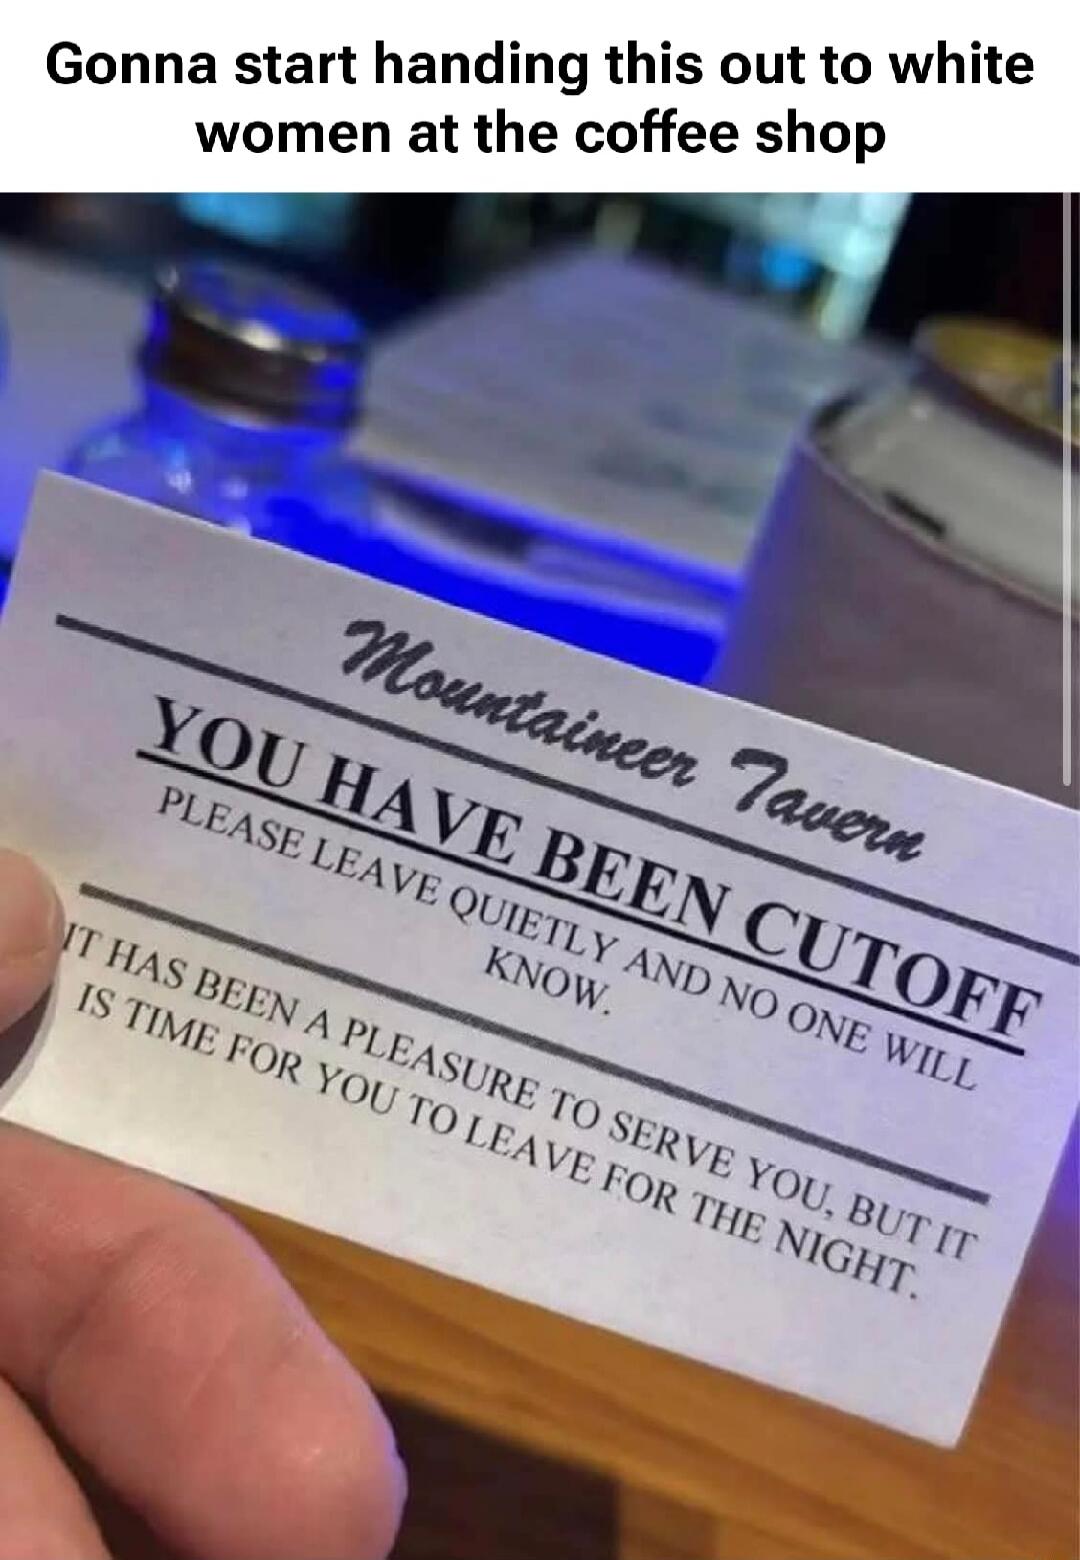 Gonna start handing this out to white
women at the coffee shop
Mountaineer Tavern
YOU HAVE BEEN CUTOFF
PLEASE LEAVE QUIETLY AND NO ONE WILL
KNOW.
IT HAS BEEN A PLEASURE TO SERVE YOU, BUT IT
IS TIME FOR YOU TO LEAVE FOR THE NIGHT.